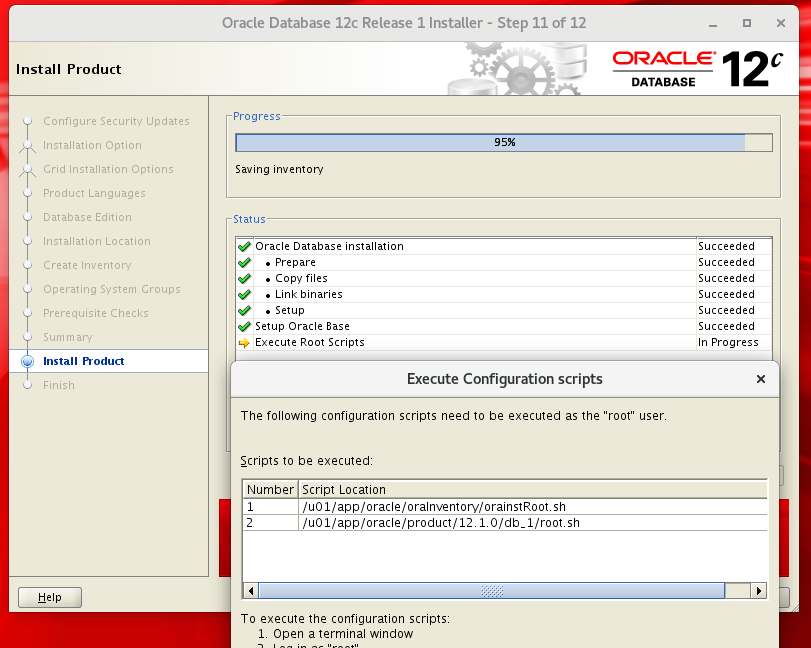 Oracle Database 12c Release 1 Installer - Step 11 of 12
Install Product
ORACLE®
DATABASE
12c
Configure Security Updates
Installation Option
Grid Installation Options
Product Languages
Database Edition
Installation Location
Create Inventory
Operating System Groups
Prerequisite Checks
Summary
Install Product
Finish
Help
Progress
95%
Saving inventory
Status
Oracle Database installation Succeeded
• Prepare Succeeded
• Copy files Succeeded
• Link binaries Succeeded
• Setup Succeeded
Setup Oracle Base Succeeded
Execute Root Scripts In Progress
Execute Configuration scripts
The following configuration scripts need to be executed as the "root" user.
Scripts to be executed:
Number Script Location
1 /u01/app/oracle/oraInventory/orainstRoot.sh
2 /u01/app/oracle/product/12.1.0/db_1/root.sh
To execute the configuration scripts:
1. Open a terminal window
2. Log in as "root"